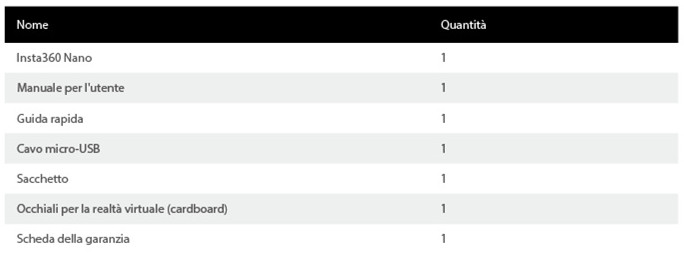 Nome Quantità
Insta360 Nano 1
Manuale per l'utente 1
Guida rapida 1
Cavo micro-USB 1
Sacchetto 1
Occhiali per la realtà virtuale (cardboard) 1
Scheda della garanzia 1